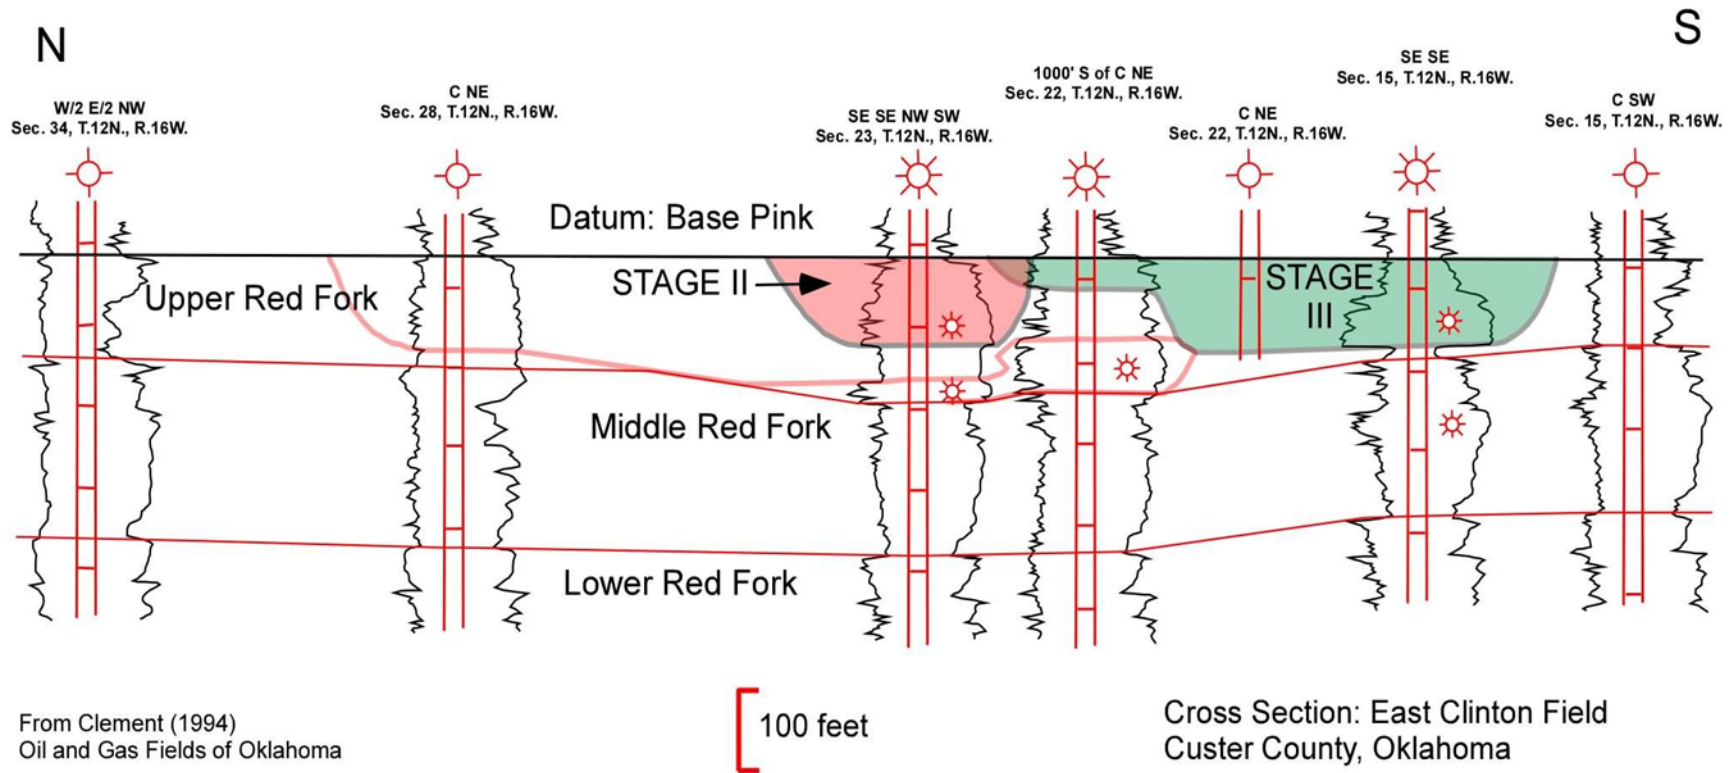 N
S
W/2 E/2 NW
Sec. 34, T.12N., R.16W.
C NE
Sec. 28, T.12N., R.16W.
SE SE NW SW
Sec. 23, T.12N., R.16W.
1000' S of C NE
Sec. 22, T.12N., R.16W.
C NE
Sec. 22, T.12N., R.16W.
SE SE
Sec. 15, T.12N., R.16W.
C SW
Sec. 15, T.12N., R.16W.
Datum: Base Pink
STAGE II
STAGE
III
Upper Red Fork
Middle Red Fork
Lower Red Fork
From Clement (1994)
Oil and Gas Fields of Oklahoma
100 feet
Cross Section: East Clinton Field
Custer County, Oklahoma